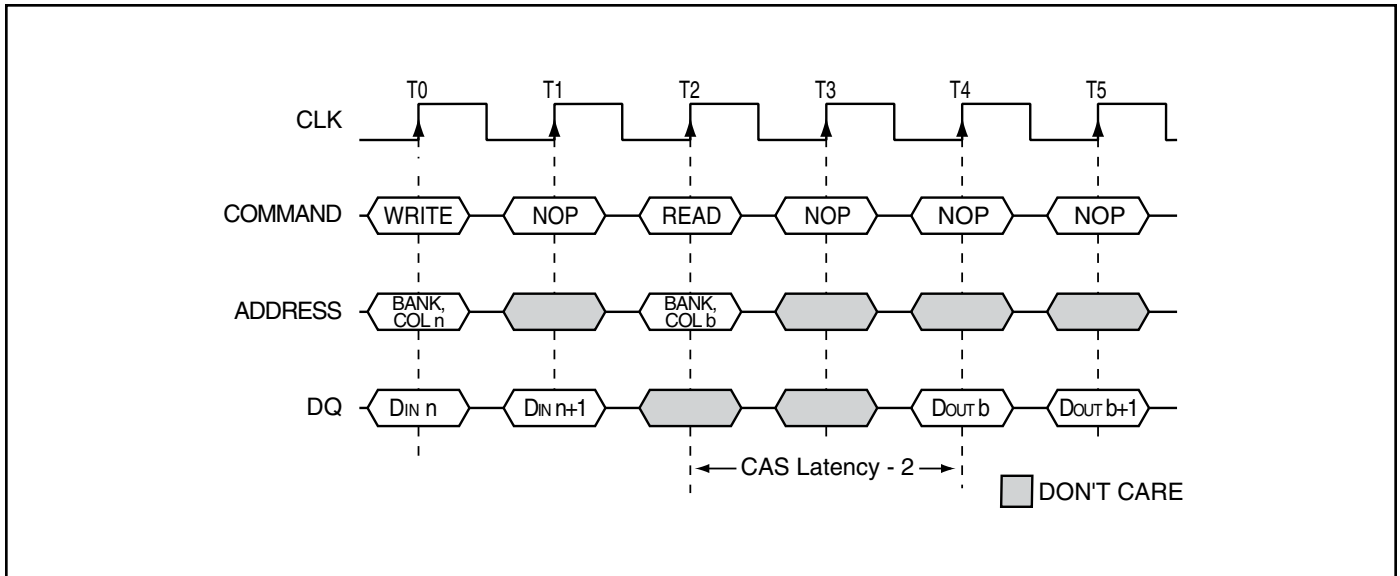 T0 T1 T2 T3 T4 T5
CLK
COMMAND WRITE NOP READ NOP NOP NOP
ADDRESS BANK, COL n BANK, COL b
DQ DIN n DIN n+1 DOUT b DOUT b+1
CAS Latency - 2
DON'T CARE